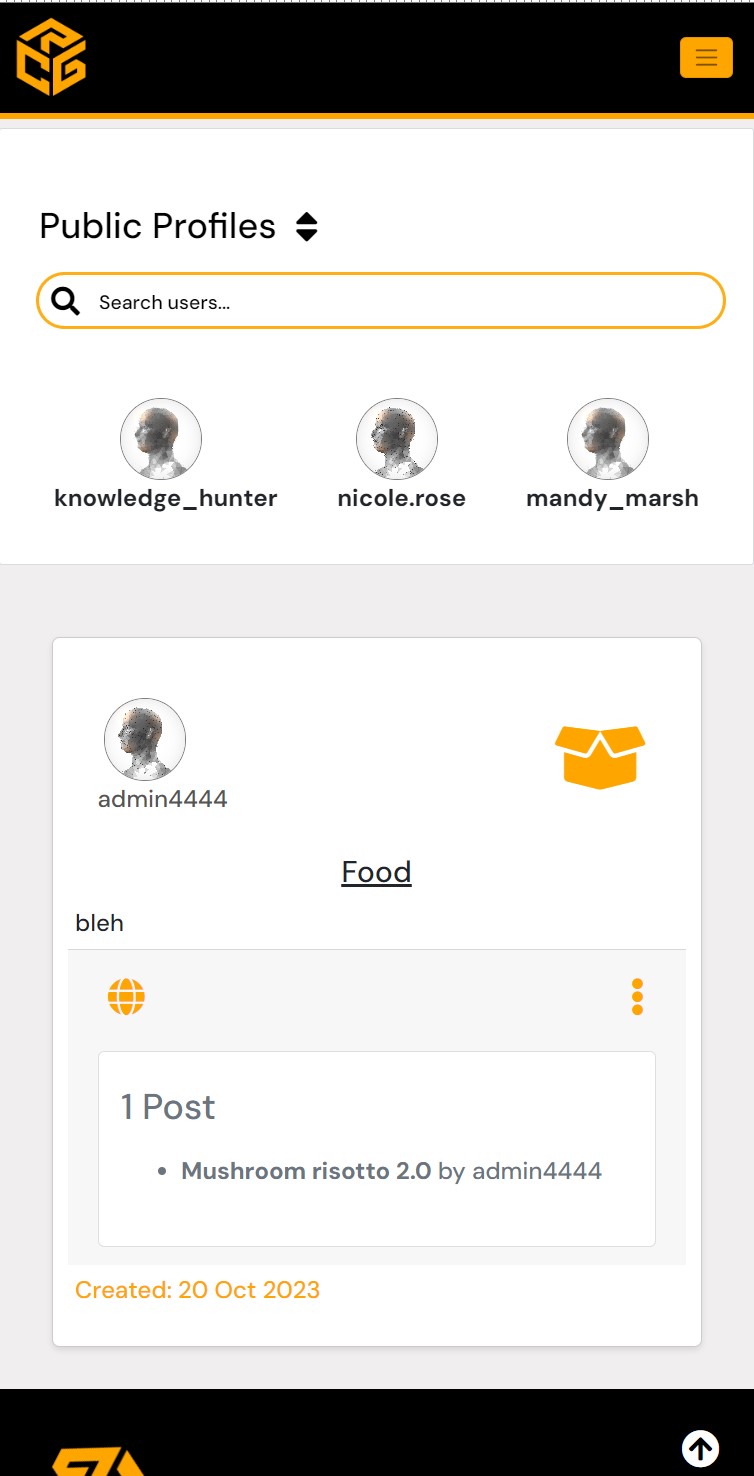 PCG
Public Profiles
Search users...
knowledge_hunter nicole.rose mandy_marsh
admin4444
Food
bleh
1 Post
• Mushroom risotto 2.0 by admin4444
Created: 20 Oct 2023